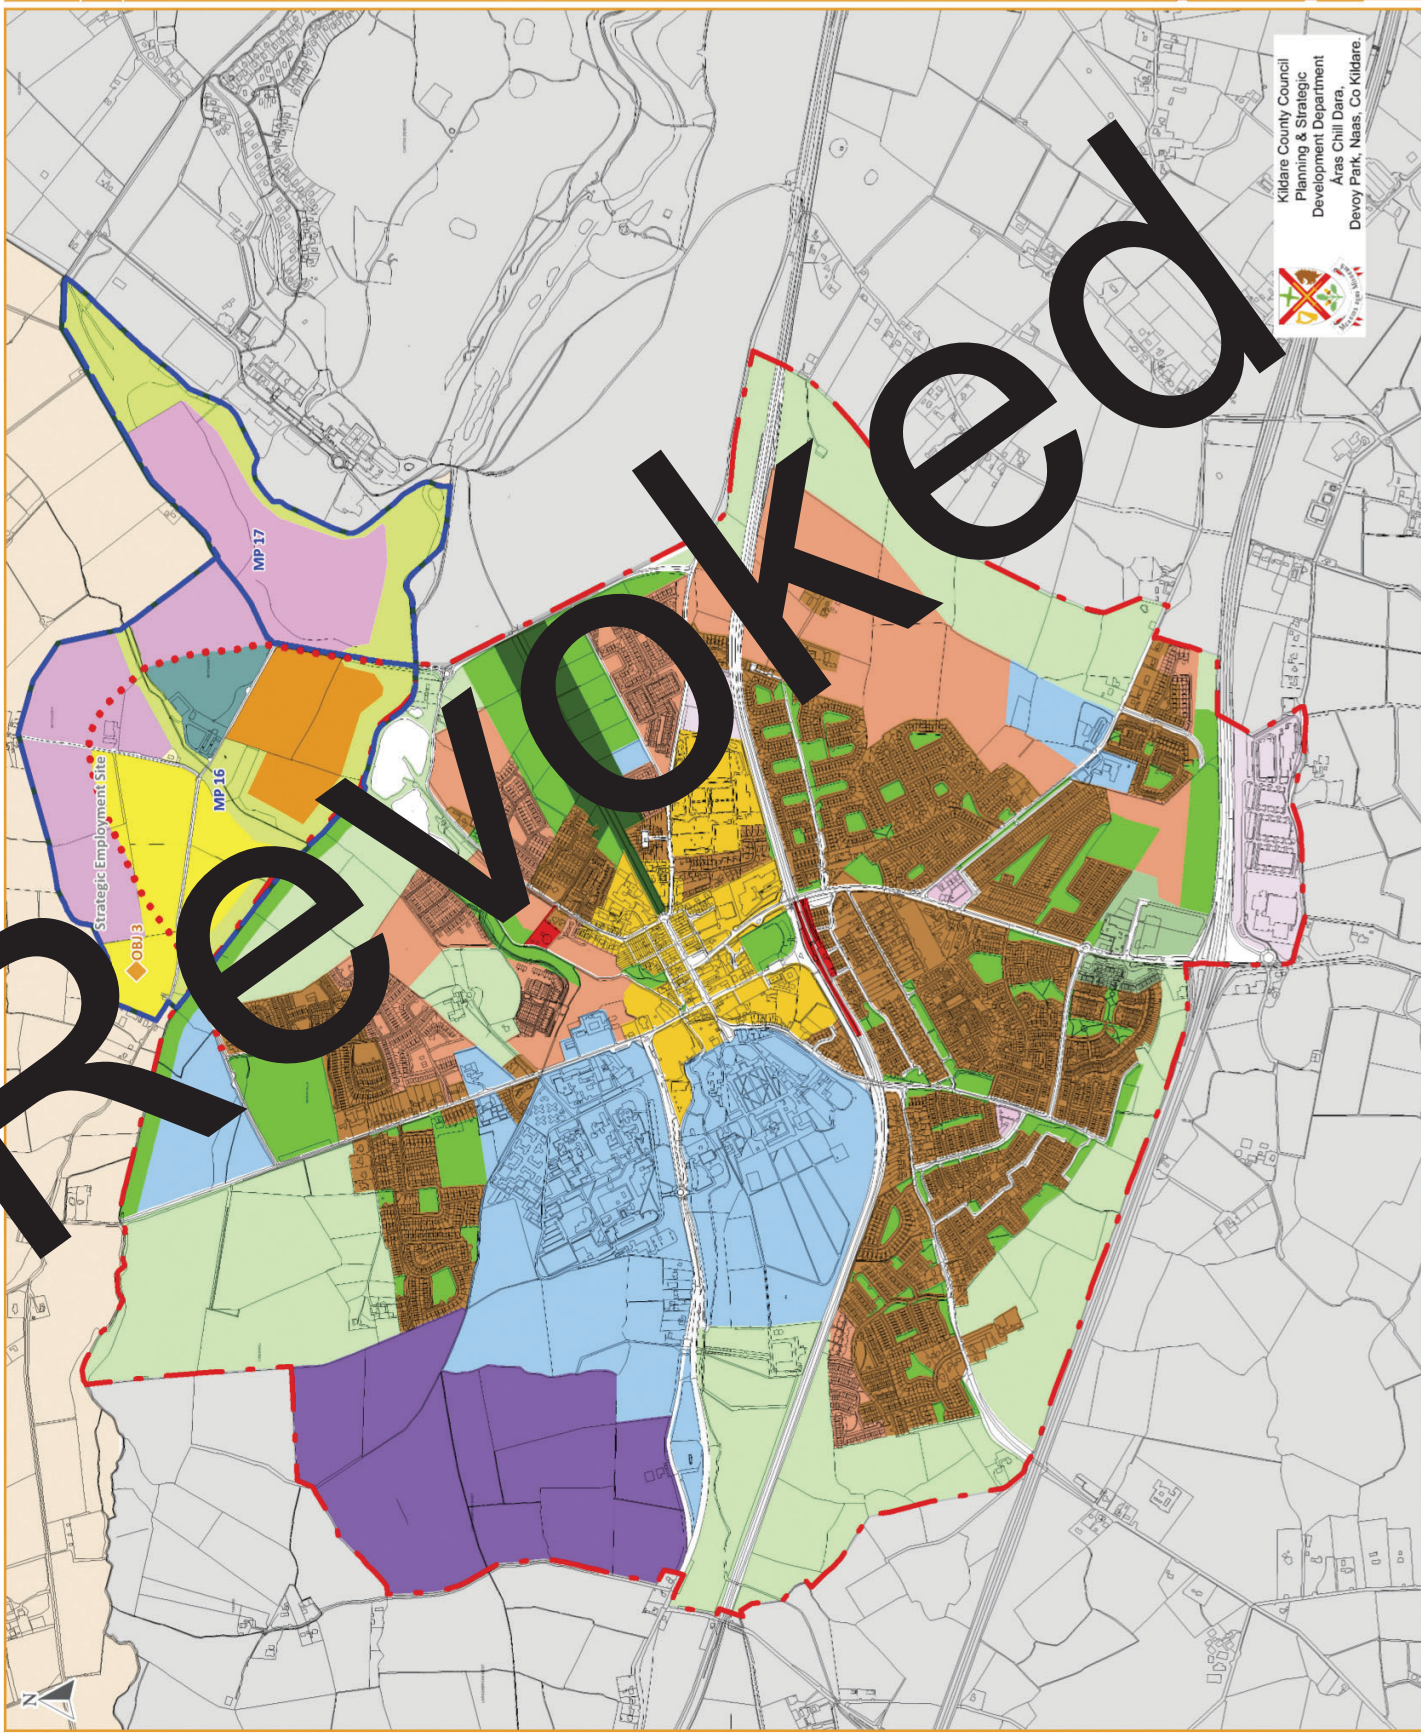 Kildare County Council
Planning & Strategic
Development Department
Áras Chill Dara,
Devoy Park, Naas, Co Kildare.
MP 17
MP 16
Strategic Employment Site
OBJ 3
N
Revoked